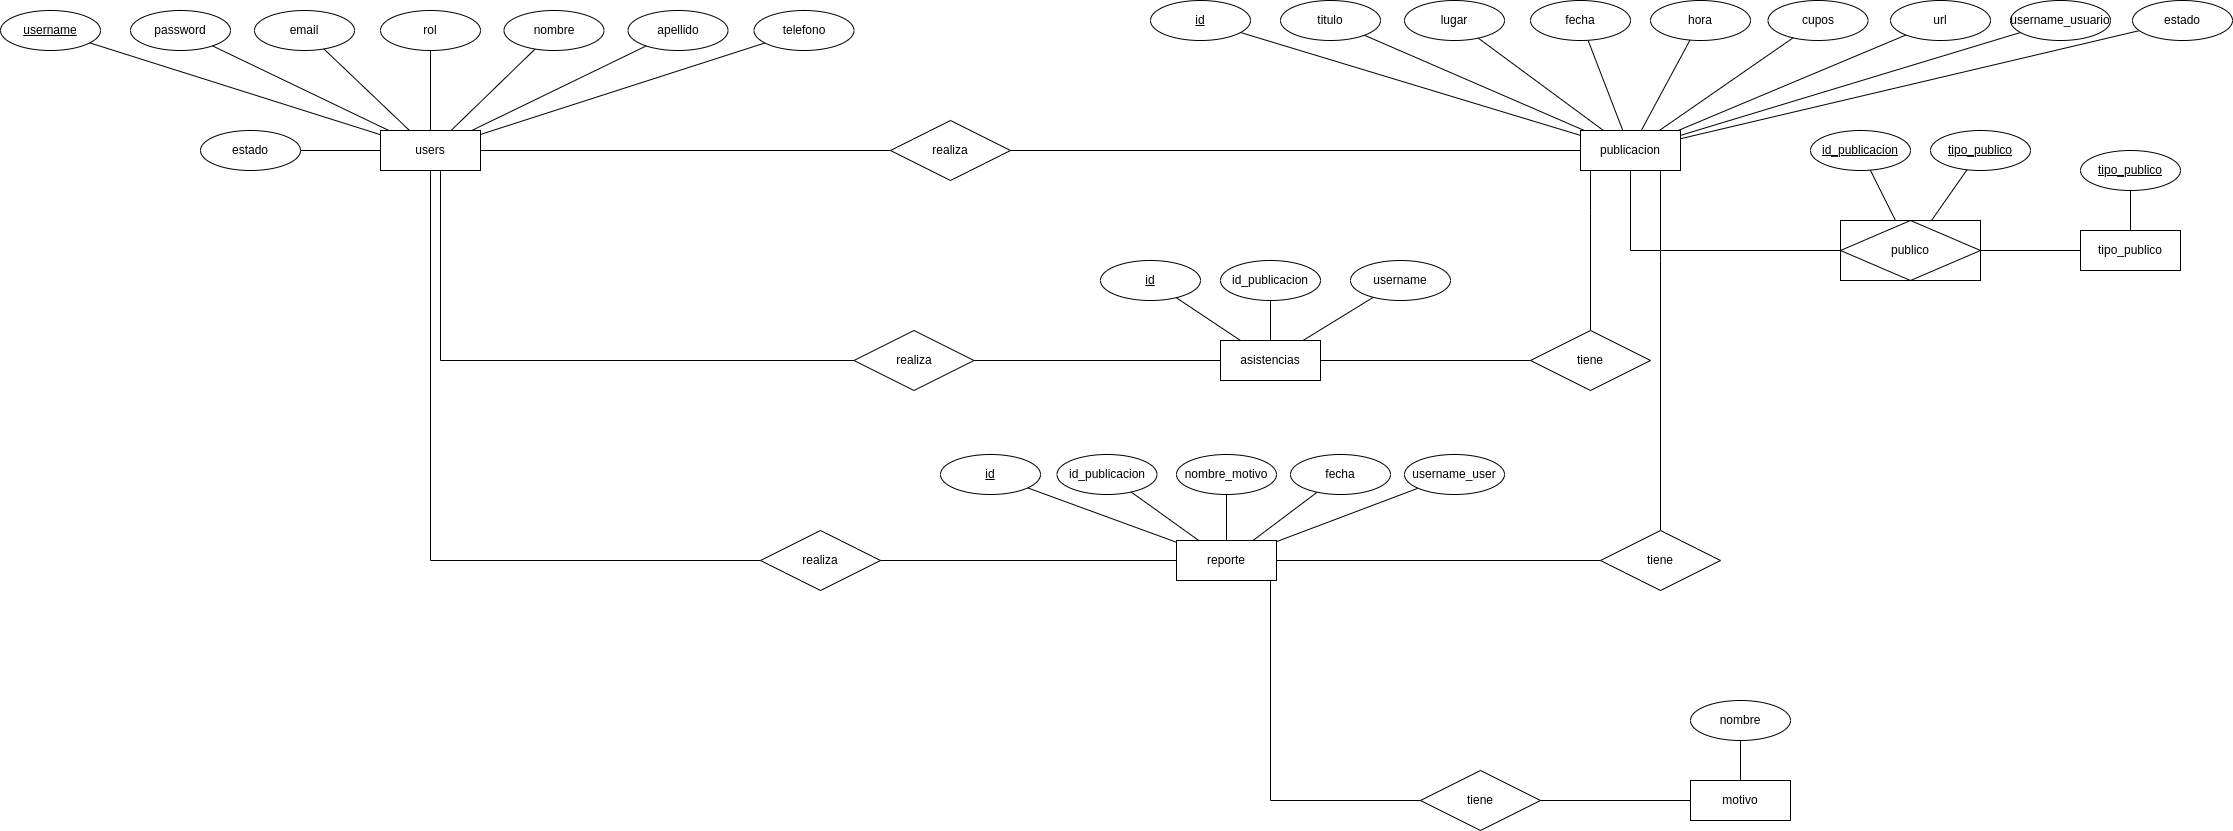 username
password
email
rol
nombre
apellido
telefono
id
titulo
lugar
fecha
hora
cupos
url
username_usuario
estado
estado
users
realiza
publicacion
id_publicacion
tipo_publico
tipo_publico
publico
tipo_publico
id
id_publicacion
username
realiza
asistencias
tiene
id
id_publicacion
nombre_motivo
fecha
username_user
realiza
reporte
tiene
nombre
tiene
motivo